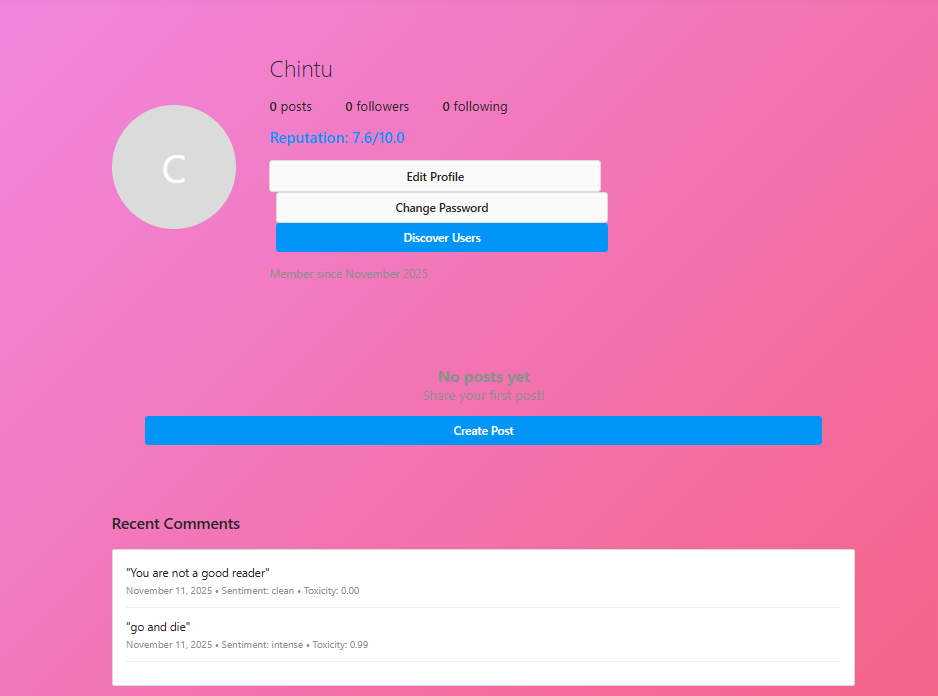 Chintu
0 posts 0 followers 0 following
C
Reputation: 7.6/10.0
Edit Profile
Change Password
Discover Users
Member since November 2025
No posts yet
Share your first post!
Create Post
Recent Comments
"You are not a good reader"
November 11, 2025 • Sentiment: clean • Toxicity: 0.00
"go and die"
November 11, 2025 • Sentiment: intense • Toxicity: 0.99